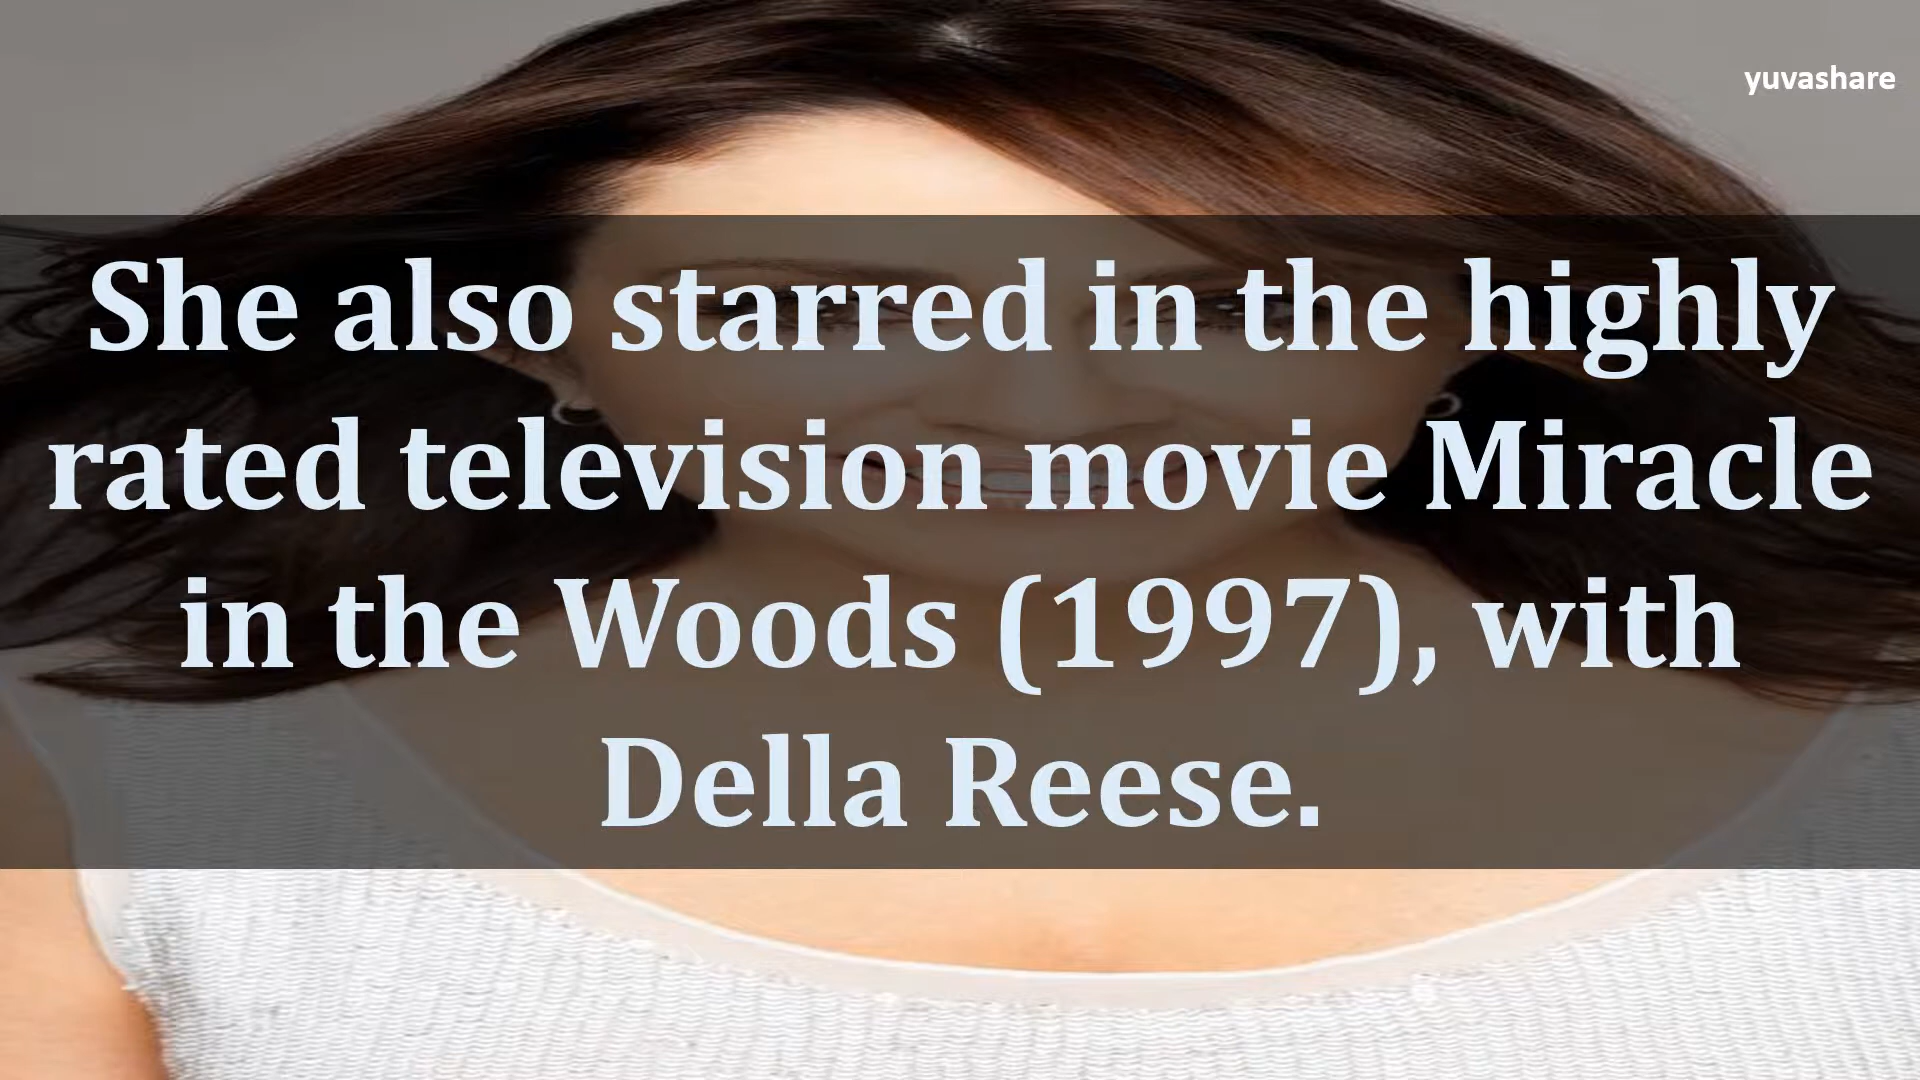 yuvashare
She also starred in the highly
rated television movie Miracle
in the Woods (1997), with
Della Reese.